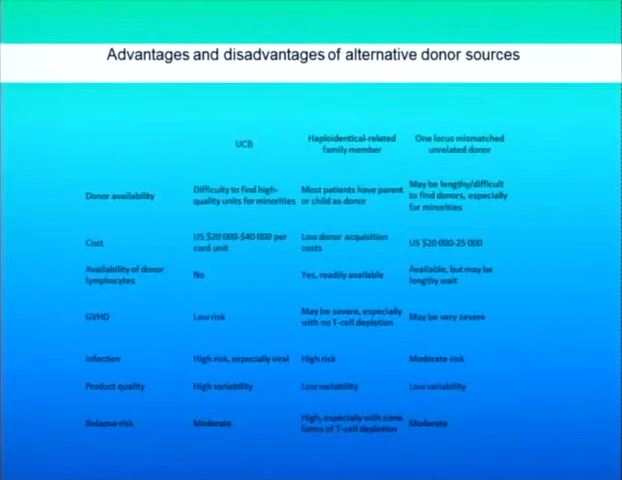 Advantages and disadvantages of alternative donor sources
UCB
Haploidentical-related
family member
One locus mismatched
unrelated donor
Donor availability
Difficulty to find high-
quality units for minorities
Most patients have parent
or child as donor
May be lengthy/difficult
to find donors, especially
for minorities
Cost
US $20 000-$40 000 per
cord unit
Low donor acquisition
costs
US $20 000-25 000
Availability of donor
lymphocytes
No
Yes, readily available
Available, but may be
lengthy wait
GVHD
Low risk
May be severe, especially
with no T-cell depletion
May be very severe
Infection
High risk, especially viral
High risk
Moderate risk
Product quality
High variability
Low variability
Low variability
Relapse risk
Moderate
High, especially with some
forms of T-cell depletion
Moderate